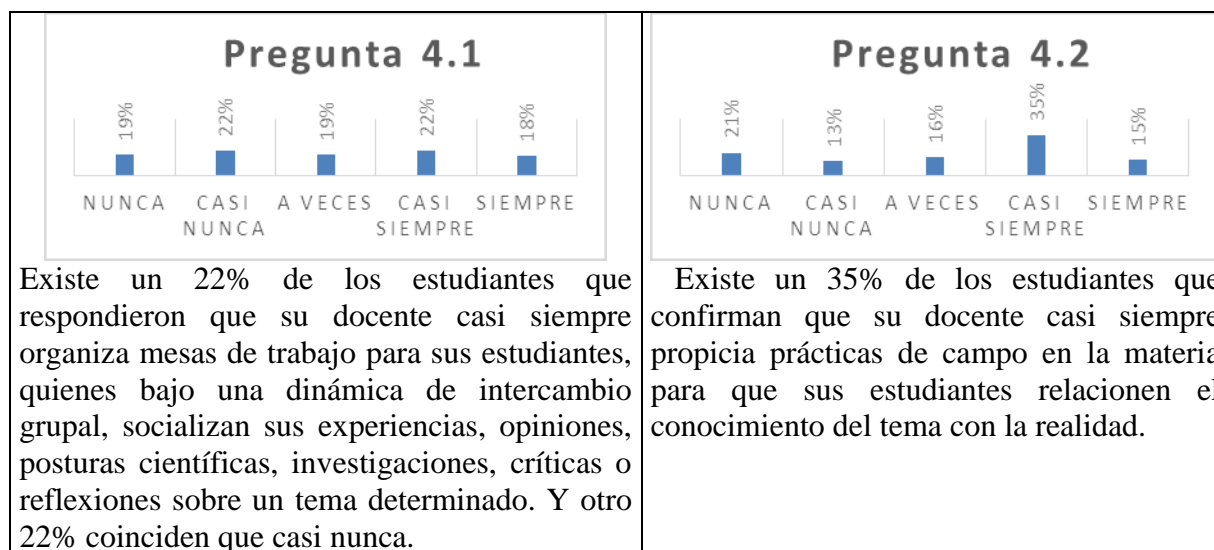 Pregunta 4.1
19%
22%
19%
22%
18%
NUNCA
CASI NUNCA
A VECES
CASI SIEMPRE
SIEMPRE
Existe un 22% de los estudiantes que
respondieron que su docente casi siempre
organiza mesas de trabajo para sus estudiantes,
quienes bajo una dinámica de intercambio
grupal, socializan sus experiencias, opiniones,
posturas científicas, investigaciones, críticas o
reflexiones sobre un tema determinado. Y otro
22% coinciden que casi nunca.
Pregunta 4.2
21%
13%
16%
35%
15%
NUNCA
CASI NUNCA
A VECES
CASI SIEMPRE
SIEMPRE
Existe un 35% de los estudiantes que
confirman que su docente casi siempre
propicia prácticas de campo en la materia
para que sus estudiantes relacionen el
conocimiento del tema con la realidad.